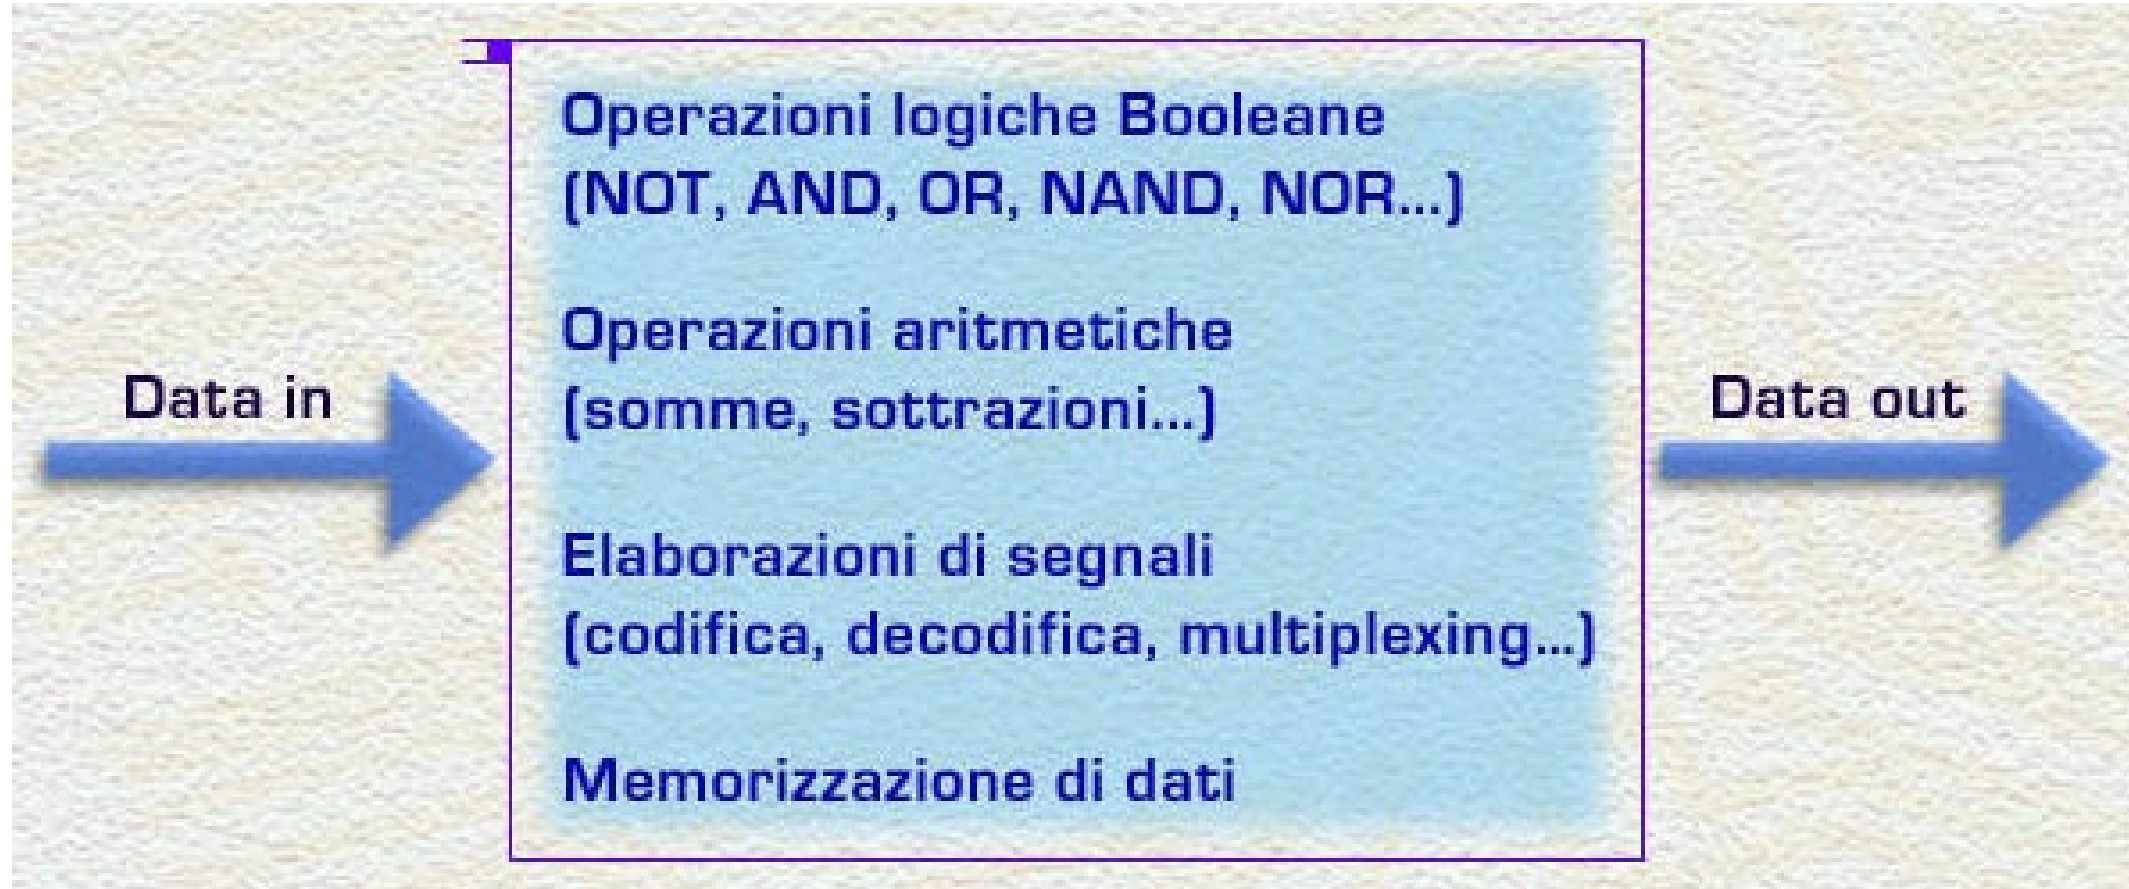 Operazioni logiche Booleane
(NOT, AND, OR, NAND, NOR...)
Operazioni aritmetiche
(somme, sottrazioni...)
Data in
Data out
Elaborazioni di segnali
(codifica, decodifica, multiplexing...)
Memorizzazione di dati